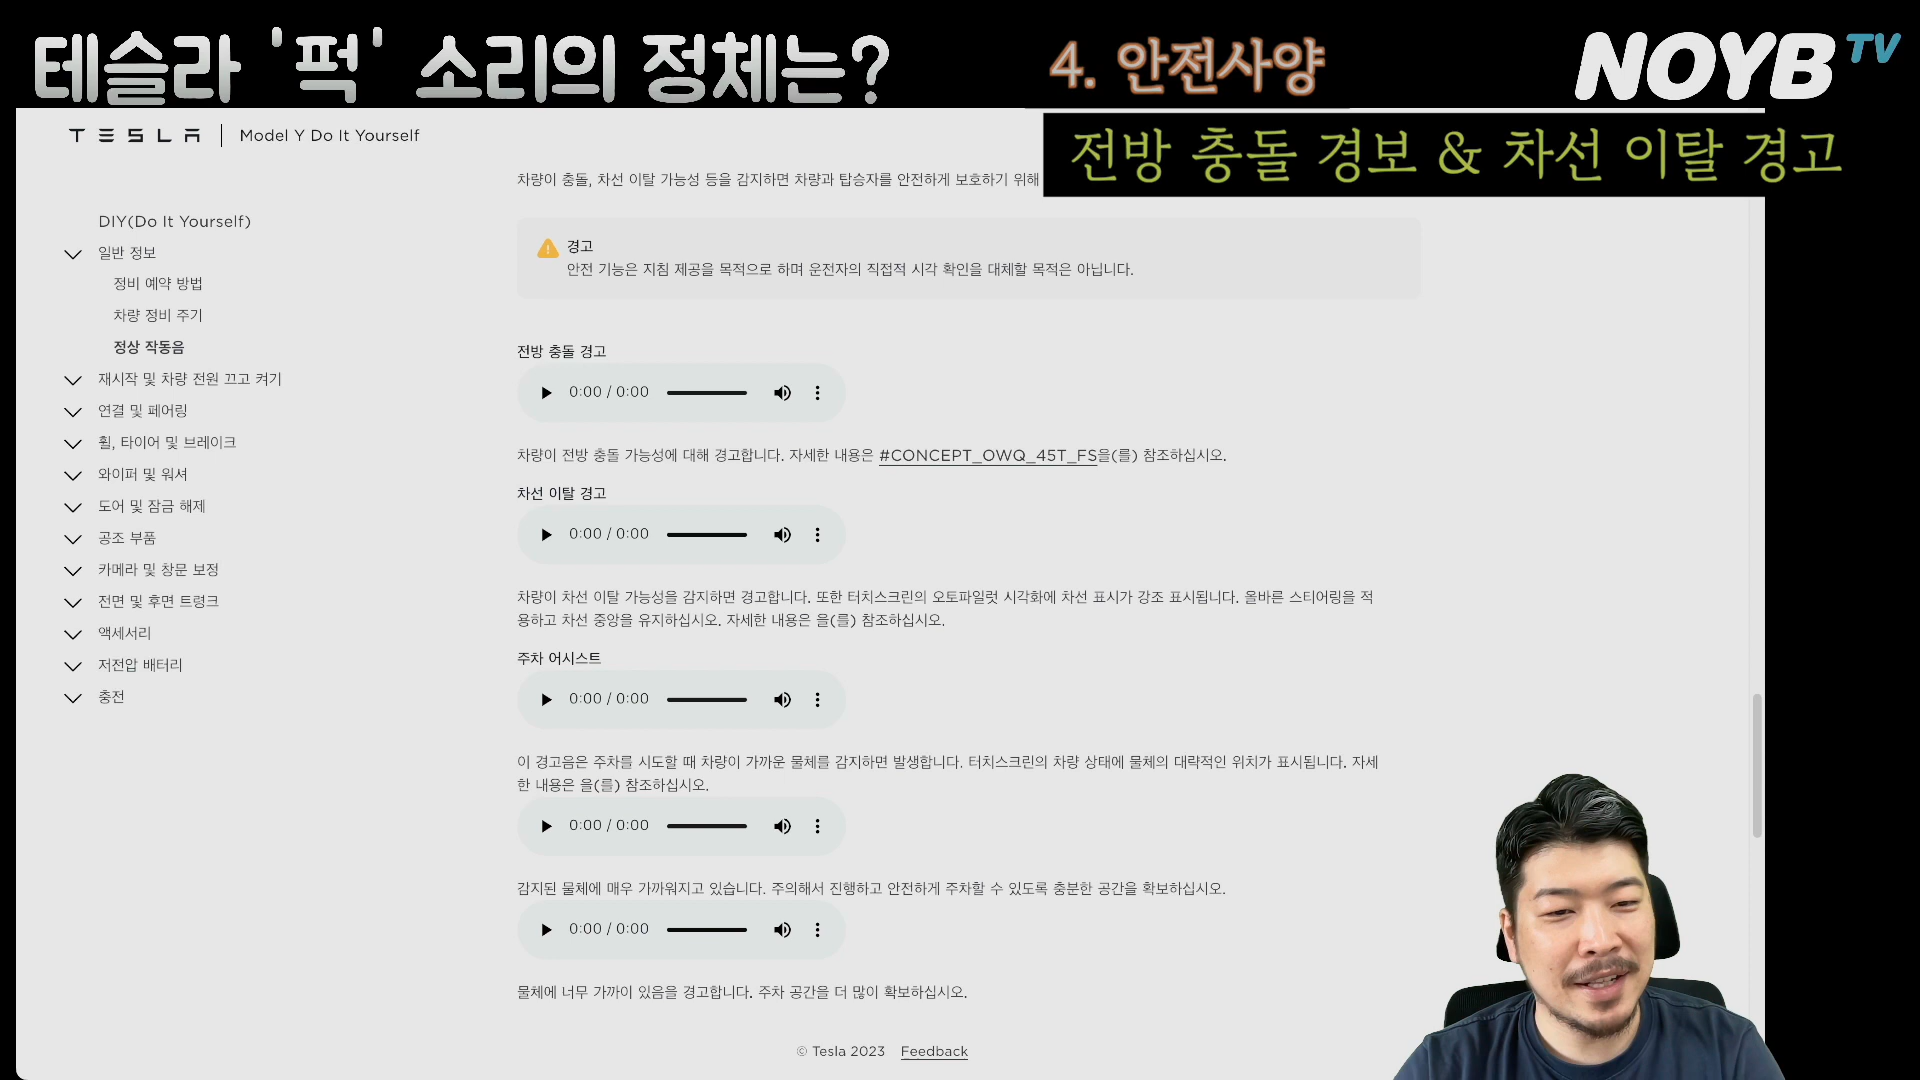 테슬라 '퍽' 소리의 정체는?
4. 안전사양
NOYB TV
전방 충돌 경보 & 차선 이탈 경고
TESLA | Model Y Do It Yourself
차량이 충돌, 차선 이탈 가능성 등을 감지하면 차량과 탑승자를 안전하게 보호하기 위해
DIY(Do It Yourself)
일반 정보
정비 예약 방법
차량 정비 주기
정상 작동음
재시작 및 차량 전원 끄고 켜기
연결 및 페어링
휠, 타이어 및 브레이크
와이퍼 및 워셔
도어 및 잠금 해제
공조 부품
카메라 및 창문 보정
전면 및 후면 트렁크
액세서리
저전압 배터리
충전
경고
안전 기능은 지침 제공을 목적으로 하며 운전자의 직접적 시각 확인을 대체할 목적은 아닙니다.
전방 충돌 경고
0:00 / 0:00
차량이 전방 충돌 가능성에 대해 경고합니다. 자세한 내용은 #CONCEPT_OWQ_45T_FS을(를) 참조하십시오.
차선 이탈 경고
0:00 / 0:00
차량이 차선 이탈 가능성을 감지하면 경고합니다. 또한 터치스크린의 오토파일럿 시각화에 차선 표시가 강조 표시됩니다. 올바른 스티어링을 적
용하고 차선 중앙을 유지하십시오. 자세한 내용은 을(를) 참조하십시오.
주차 어시스트
0:00 / 0:00
이 경고음은 주차를 시도할 때 차량이 가까운 물체를 감지하면 발생합니다. 터치스크린의 차량 상태에 물체의 대략적인 위치가 표시됩니다. 자세
한 내용은 을(를) 참조하십시오.
0:00 / 0:00
감지된 물체에 매우 가까워지고 있습니다. 주의해서 진행하고 안전하게 주차할 수 있도록 충분한 공간을 확보하십시오.
0:00 / 0:00
물체에 너무 가까이 있음을 경고합니다. 주차 공간을 더 많이 확보하십시오.
© Tesla 2023 Feedback